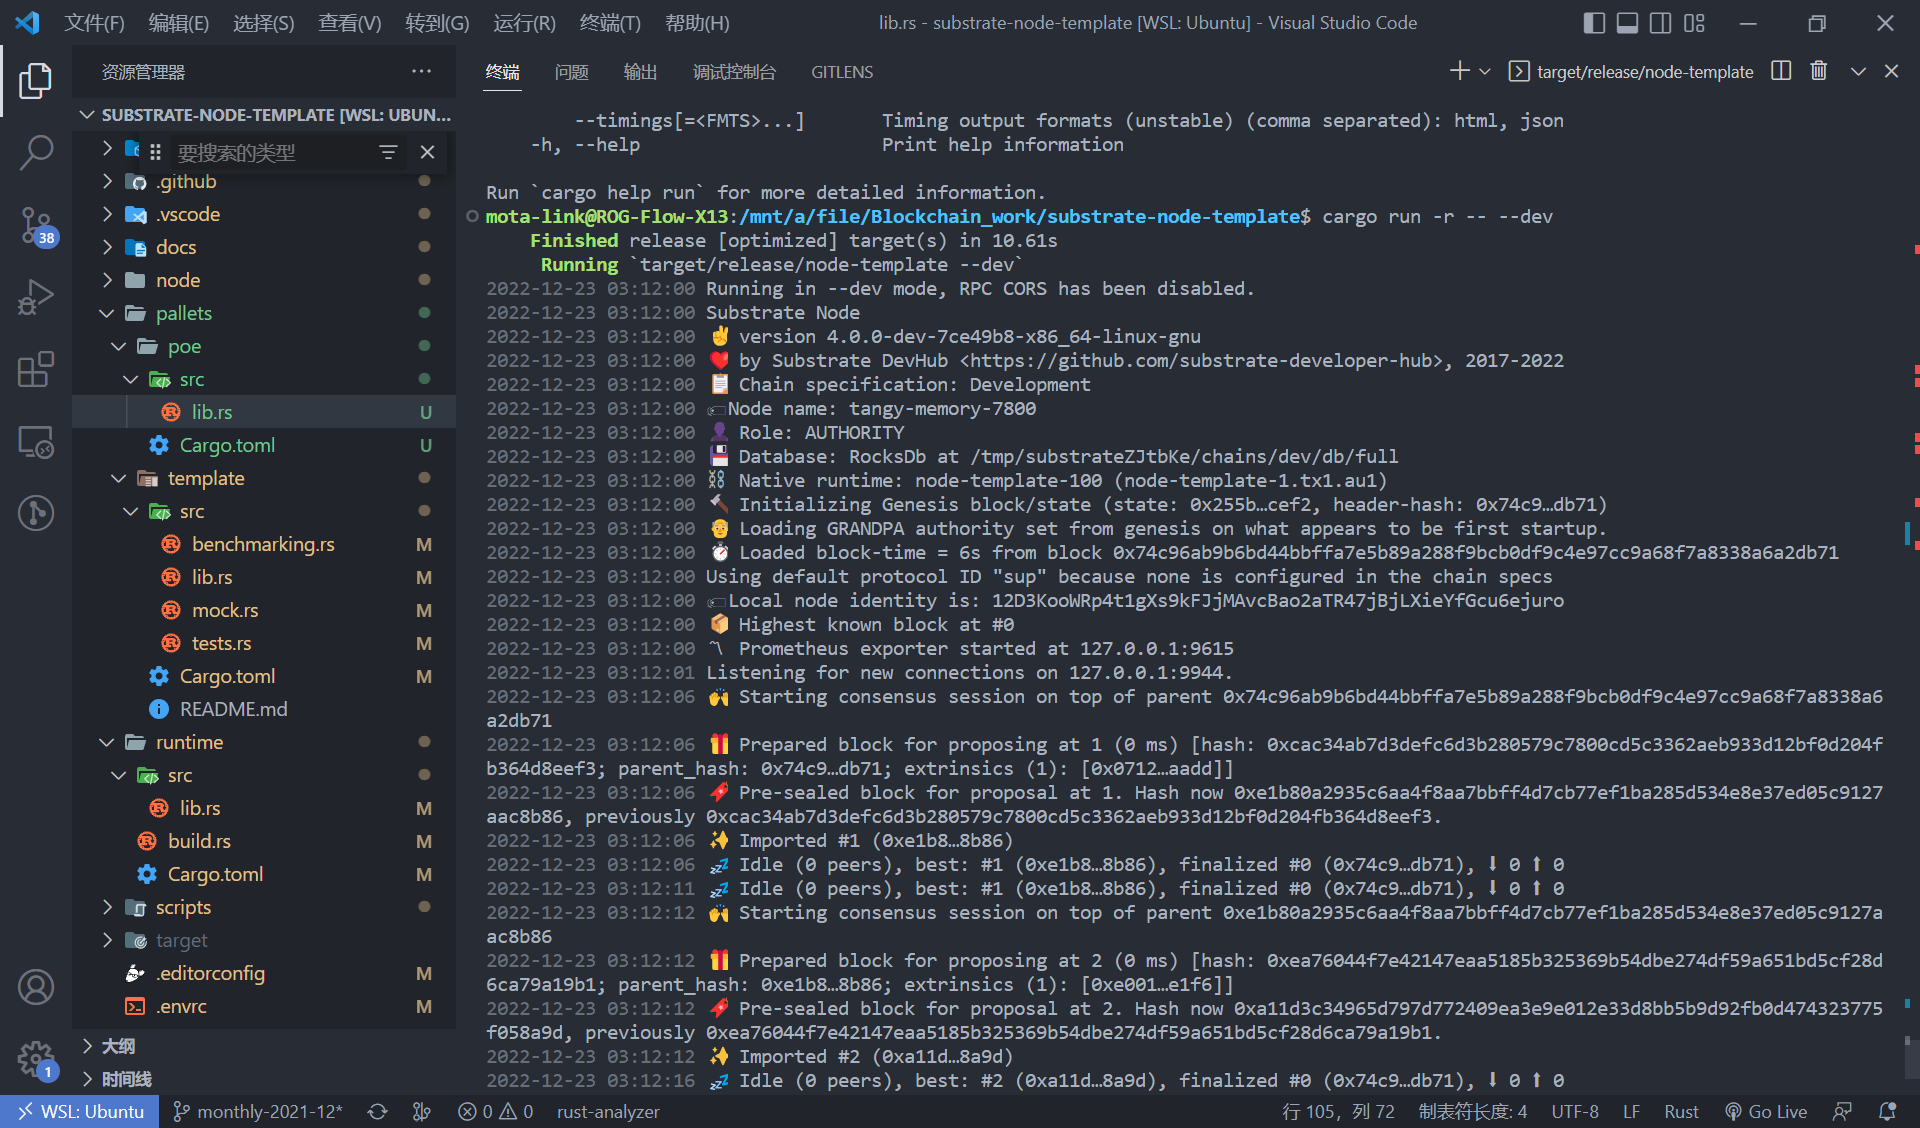 文件(F) 编辑(E) 选择(S) 查看(V) 转到(G) 运行(R) 终端(T) 帮助(H) lib.rs - substrate-node-template [WSL: Ubuntu] - Visual Studio Code
资源管理器
SUBSTRATE-NODE-TEMPLATE [WSL: UBUN...
要搜索的类型
.github
.vscode
docs
node
pallets
poe
src
lib.rs U
Cargo.toml U
template
src
benchmarking.rs M
lib.rs M
mock.rs M
tests.rs M
Cargo.toml M
README.md
runtime
src
lib.rs M
build.rs M
Cargo.toml M
scripts
target
.editorconfig M
.envrc M
大纲
时间线
38
1
终端 问题 输出 调试控制台 GITLENS target/release/node-template
--timings[=<FMTS>...] Timing output formats (unstable) (comma separated): html, json
-h, --help Print help information
Run `cargo help run` for more detailed information.
mota-link@ROG-Flow-X13:/mnt/a/file/Blockchain_work/substrate-node-template$ cargo run -r -- --dev
Finished release [optimized] target(s) in 10.61s
Running `target/release/node-template --dev`
2022-12-23 03:12:00 Running in --dev mode, RPC CORS has been disabled.
2022-12-23 03:12:00 Substrate Node
2022-12-23 03:12:00 ✌️ version 4.0.0-dev-7ce49b8-x86_64-linux-gnu
2022-12-23 03:12:00 ❤️ by Substrate DevHub <https://github.com/substrate-developer-hub>, 2017-2022
2022-12-23 03:12:00 📋 Chain specification: Development
2022-12-23 03:12:00 🏷 Node name: tangy-memory-7800
2022-12-23 03:12:00 👤 Role: AUTHORITY
2022-12-23 03:12:00 💾 Database: RocksDb at /tmp/substrateZJtbKe/chains/dev/db/full
2022-12-23 03:12:00 ⛓ Native runtime: node-template-100 (node-template-1.tx1.au1)
2022-12-23 03:12:00 🔨 Initializing Genesis block/state (state: 0x255b…cef2, header-hash: 0x74c9…db71)
2022-12-23 03:12:00 👴 Loading GRANDPA authority set from genesis on what appears to be first startup.
2022-12-23 03:12:00 ⏱ Loaded block-time = 6s from block 0x74c96ab9b6bd44bbffa7e5b89a288f9bcb0df9c4e97cc9a68f7a8338a6a2db71
2022-12-23 03:12:00 Using default protocol ID "sup" because none is configured in the chain specs
2022-12-23 03:12:00 🏷 Local node identity is: 12D3KooWRp4t1gXs9kFJjMAvcBao2aTR47jBjLXieYfGcu6ejuro
2022-12-23 03:12:00 📦 Highest known block at #0
2022-12-23 03:12:00 〽 Prometheus exporter started at 127.0.0.1:9615
2022-12-23 03:12:01 Listening for new connections on 127.0.0.1:9944.
2022-12-23 03:12:06 🙌 Starting consensus session on top of parent 0x74c96ab9b6bd44bbffa7e5b89a288f9bcb0df9c4e97cc9a68f7a8338a6
a2db71
2022-12-23 03:12:06 🎁 Prepared block for proposing at 1 (0 ms) [hash: 0xcac34ab7d3defc6d3b280579c7800cd5c3362aeb933d12bf0d204f
b364d8eef3; parent_hash: 0x74c9…db71; extrinsics (1): [0x0712…aadd]]
2022-12-23 03:12:06 🔖 Pre-sealed block for proposal at 1. Hash now 0xe1b80a2935c6aa4f8aa7bbff4d7cb77ef1ba285d534e8e37ed05c9127
aac8b86, previously 0xcac34ab7d3defc6d3b280579c7800cd5c3362aeb933d12bf0d204fb364d8eef3.
2022-12-23 03:12:06 ✨ Imported #1 (0xe1b8…8b86)
2022-12-23 03:12:06 💤 Idle (0 peers), best: #1 (0xe1b8…8b86), finalized #0 (0x74c9…db71), ⬇ 0 ⬆ 0
2022-12-23 03:12:11 💤 Idle (0 peers), best: #1 (0xe1b8…8b86), finalized #0 (0x74c9…db71), ⬇ 0 ⬆ 0
2022-12-23 03:12:12 🙌 Starting consensus session on top of parent 0xe1b80a2935c6aa4f8aa7bbff4d7cb77ef1ba285d534e8e37ed05c9127a
ac8b86
2022-12-23 03:12:12 🎁 Prepared block for proposing at 2 (0 ms) [hash: 0xea76044f7e42147eaa5185b325369b54dbe274df59a651bd5cf28d
6ca79a19b1; parent_hash: 0xe1b8…8b86; extrinsics (1): [0xe001…e1f6]]
2022-12-23 03:12:12 🔖 Pre-sealed block for proposal at 2. Hash now 0xa11d3c34965d797d772409ea3e9e012e33d8bb5b9d92fb0d474323775
f058a9d, previously 0xea76044f7e42147eaa5185b325369b54dbe274df59a651bd5cf28d6ca79a19b1.
2022-12-23 03:12:12 ✨ Imported #2 (0xa11d…8a9d)
2022-12-23 03:12:16 💤 Idle (0 peers), best: #2 (0xa11d…8a9d), finalized #0 (0x74c9…db71), ⬇ 0 ⬆ 0
WSL: Ubuntu monthly-2021-12* 0 0 rust-analyzer 行 105, 列 72 制表符长度: 4 UTF-8 LF Rust Go Live